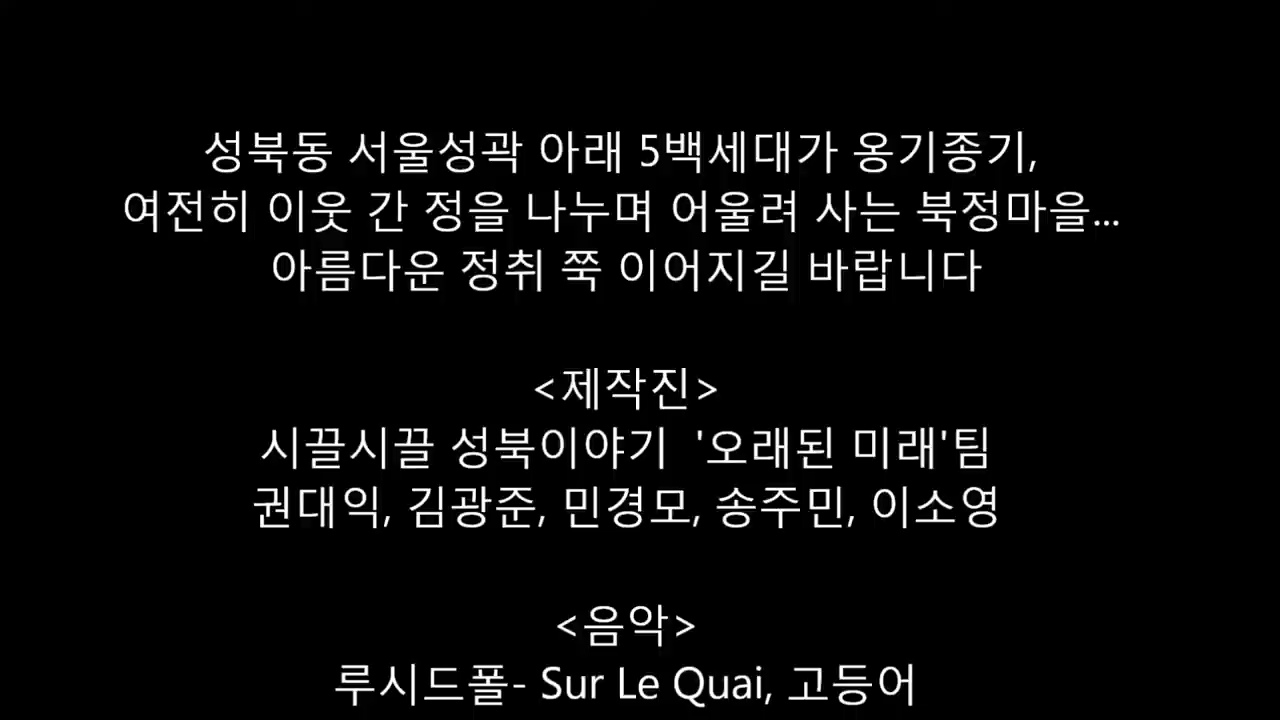 성북동 서울성곽 아래 5백세대가 옹기종기,
여전히 이웃 간 정을 나누며 어울려 사는 북정마을...
아름다운 정취 쭉 이어지길 바랍니다
<제작진>
시끌시끌 성북이야기 '오래된 미래'팀
권대익, 김광준, 민경모, 송주민, 이소영
<음악>
루시드폴- Sur Le Quai, 고등어